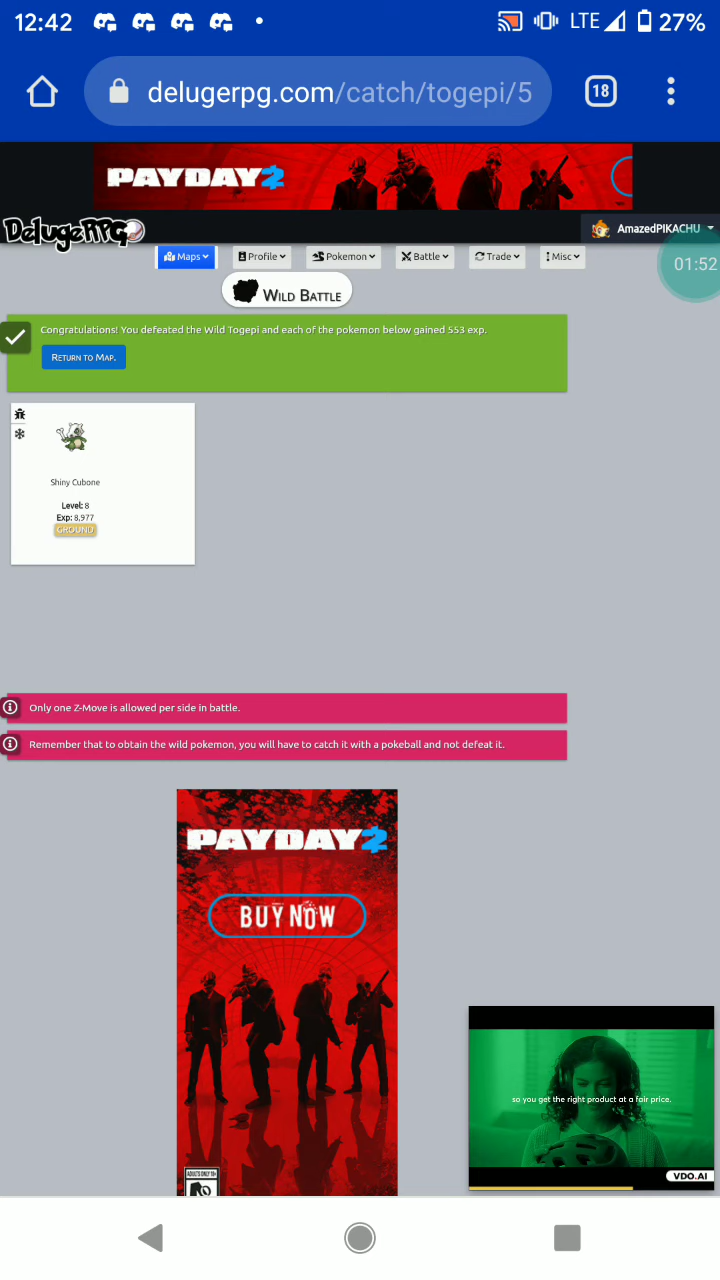 12:42
LTE
27%
delugerpg.com/catch/togepi/5
18
PAYDAY2
DelugeRPG
AmazedPIKACHU
Maps
Profile
Pokemon
Battle
Trade
Misc
01:52
WILD BATTLE
Congratulations! You defeated the Wild Togepi and each of the pokemon below gained 553 exp.
RETURN TO MAP.
Shiny Cubone
Level: 8
Exp: 8,977
GROUND
Only one Z-Move is allowed per side in battle.
Remember that to obtain the wild pokemon, you will have to catch it with a pokeball and not defeat it.
PAYDAY2
BUY NOW
so you get the right product at a fair price.
ADULTS ONLY 18+
VDO.AI